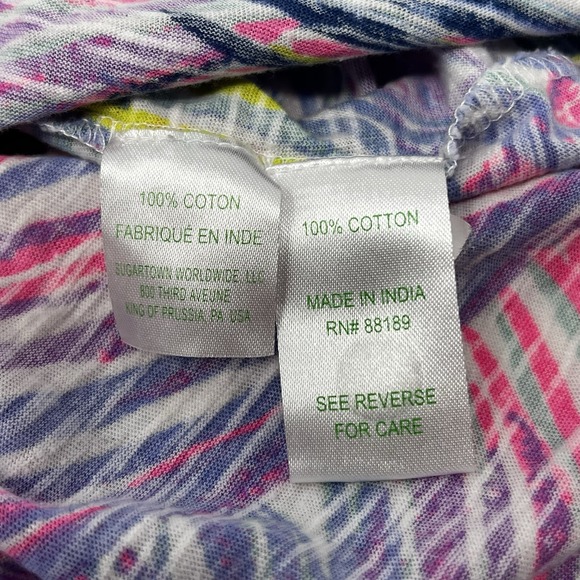 100% COTON
FABRIQUÉ EN INDE
SUGARTOWN WORLDWIDE, LLC
800 THIRD AVEUNE
KING OF PRUSSIA, PA USA
100% COTTON
MADE IN INDIA
RN# 88189
SEE REVERSE
FOR CARE